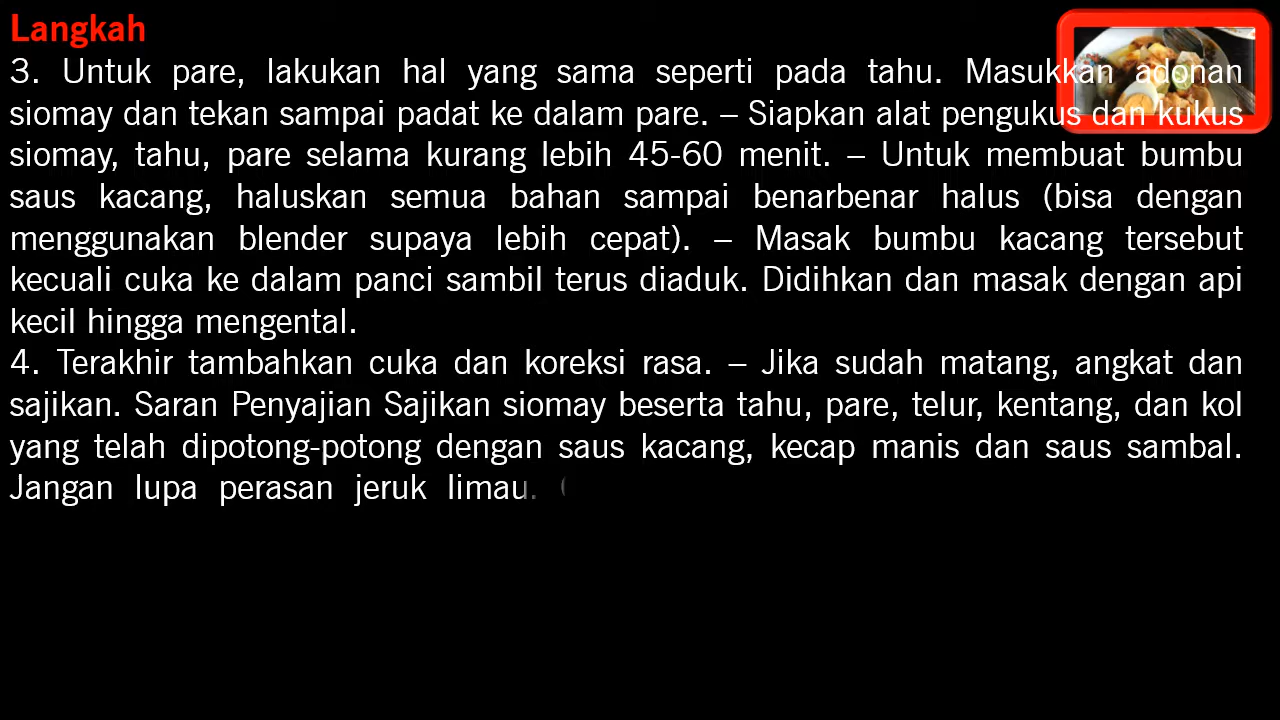 Langkah
3. Untuk pare, lakukan hal yang sama seperti pada tahu. Masukkan adonan
siomay dan tekan sampai padat ke dalam pare. – Siapkan alat pengukus dan kukus
siomay, tahu, pare selama kurang lebih 45-60 menit. – Untuk membuat bumbu
saus kacang, haluskan semua bahan sampai benarbenar halus (bisa dengan
menggunakan blender supaya lebih cepat). – Masak bumbu kacang tersebut
kecuali cuka ke dalam panci sambil terus diaduk. Didihkan dan masak dengan api
kecil hingga mengental.
4. Terakhir tambahkan cuka dan koreksi rasa. – Jika sudah matang, angkat dan
sajikan. Saran Penyajian Sajikan siomay beserta tahu, pare, telur, kentang, dan kol
yang telah dipotong-potong dengan saus kacang, kecap manis dan saus sambal.
Jangan lupa perasan jeruk limau. (